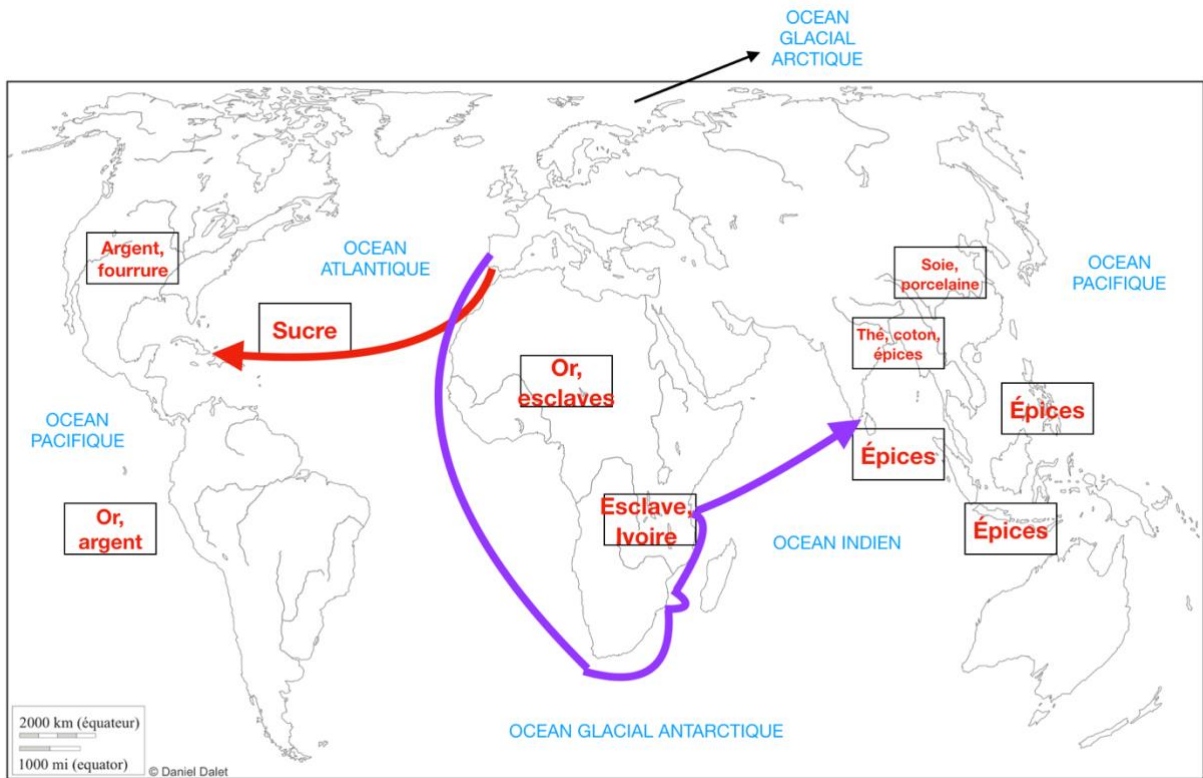 OCEAN
GLACIAL
ARCTIQUE
Argent,
fourrure
OCEAN
ATLANTIQUE
Soie,
porcelaine
OCEAN
PACIFIQUE
Sucre
Thé, coton,
épices
Or,
esclaves
Épices
OCEAN
PACIFIQUE
Épices
Or,
argent
Esclave,
Ivoire
OCEAN INDIEN
Épices
OCEAN GLACIAL ANTARCTIQUE
2000 km (équateur)
1000 mi (equator)
© Daniel Dalet